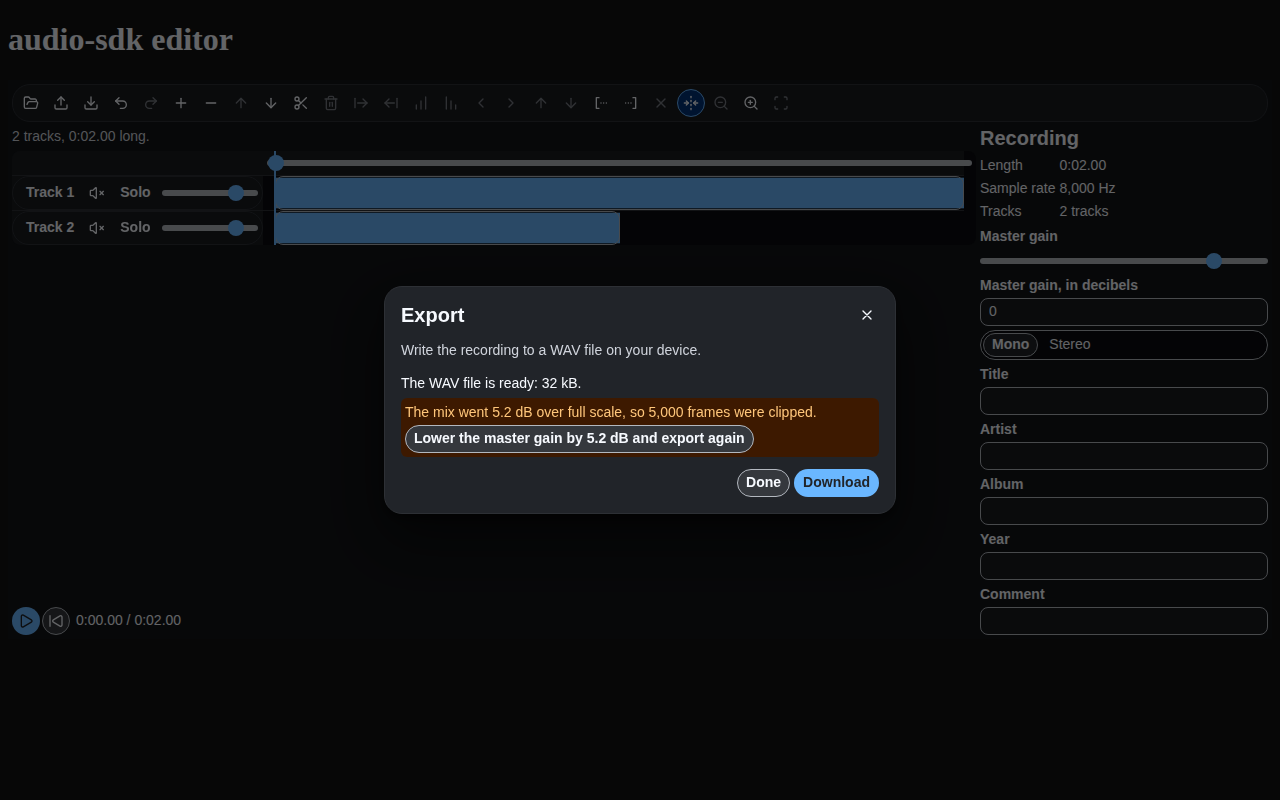 audio-sdk editor
2 tracks, 0:02.00 long.
Track 1 Solo
Track 2 Solo
Recording
Length 0:02.00
Sample rate 8,000 Hz
Tracks 2 tracks
Master gain
Master gain, in decibels
0
Mono Stereo
Title
Artist
Album
Year
Comment
Export
Write the recording to a WAV file on your device.
The WAV file is ready: 32 kB.
The mix went 5.2 dB over full scale, so 5,000 frames were clipped.
Lower the master gain by 5.2 dB and export again
Done Download
0:00.00 / 0:02.00